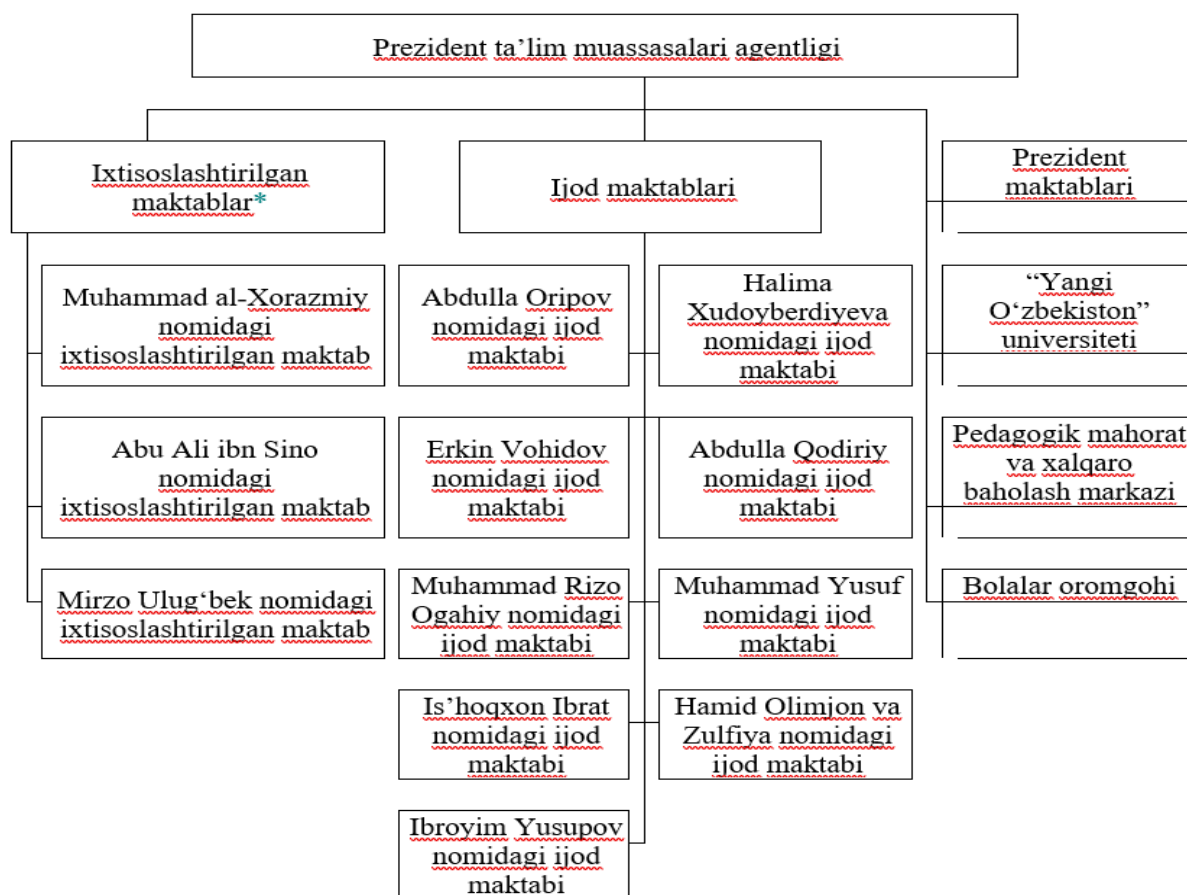 Prezident ta’lim muassasalari agentligi
Ixtisoslashtirilgan
maktablar*
Ijod maktablari
Prezident
maktablari
Muhammad al-Xorazmiy
nomidagi
ixtisoslashtirilgan maktab
Abdulla Oripov
nomidagi ijod
maktabi
Halima
Xudoyberdiyeva
nomidagi ijod
maktabi
“Yangi
O‘zbekiston”
universiteti
Abu Ali ibn Sino
nomidagi
ixtisoslashtirilgan maktab
Erkin Vohidov
nomidagi ijod
maktabi
Abdulla Qodiriy
nomidagi ijod
maktabi
Pedagogik mahorat
va xalqaro
baholash markazi
Mirzo Ulug‘bek nomidagi
ixtisoslashtirilgan maktab
Muhammad Rizo
Ogahiy nomidagi
ijod maktabi
Muhammad Yusuf
nomidagi ijod
maktabi
Bolalar oromgohi
Is’hoqxon Ibrat
nomidagi ijod
maktabi
Hamid Olimjon va
Zulfiya nomidagi
ijod maktabi
Ibroyim Yusupov
nomidagi ijod
maktabi